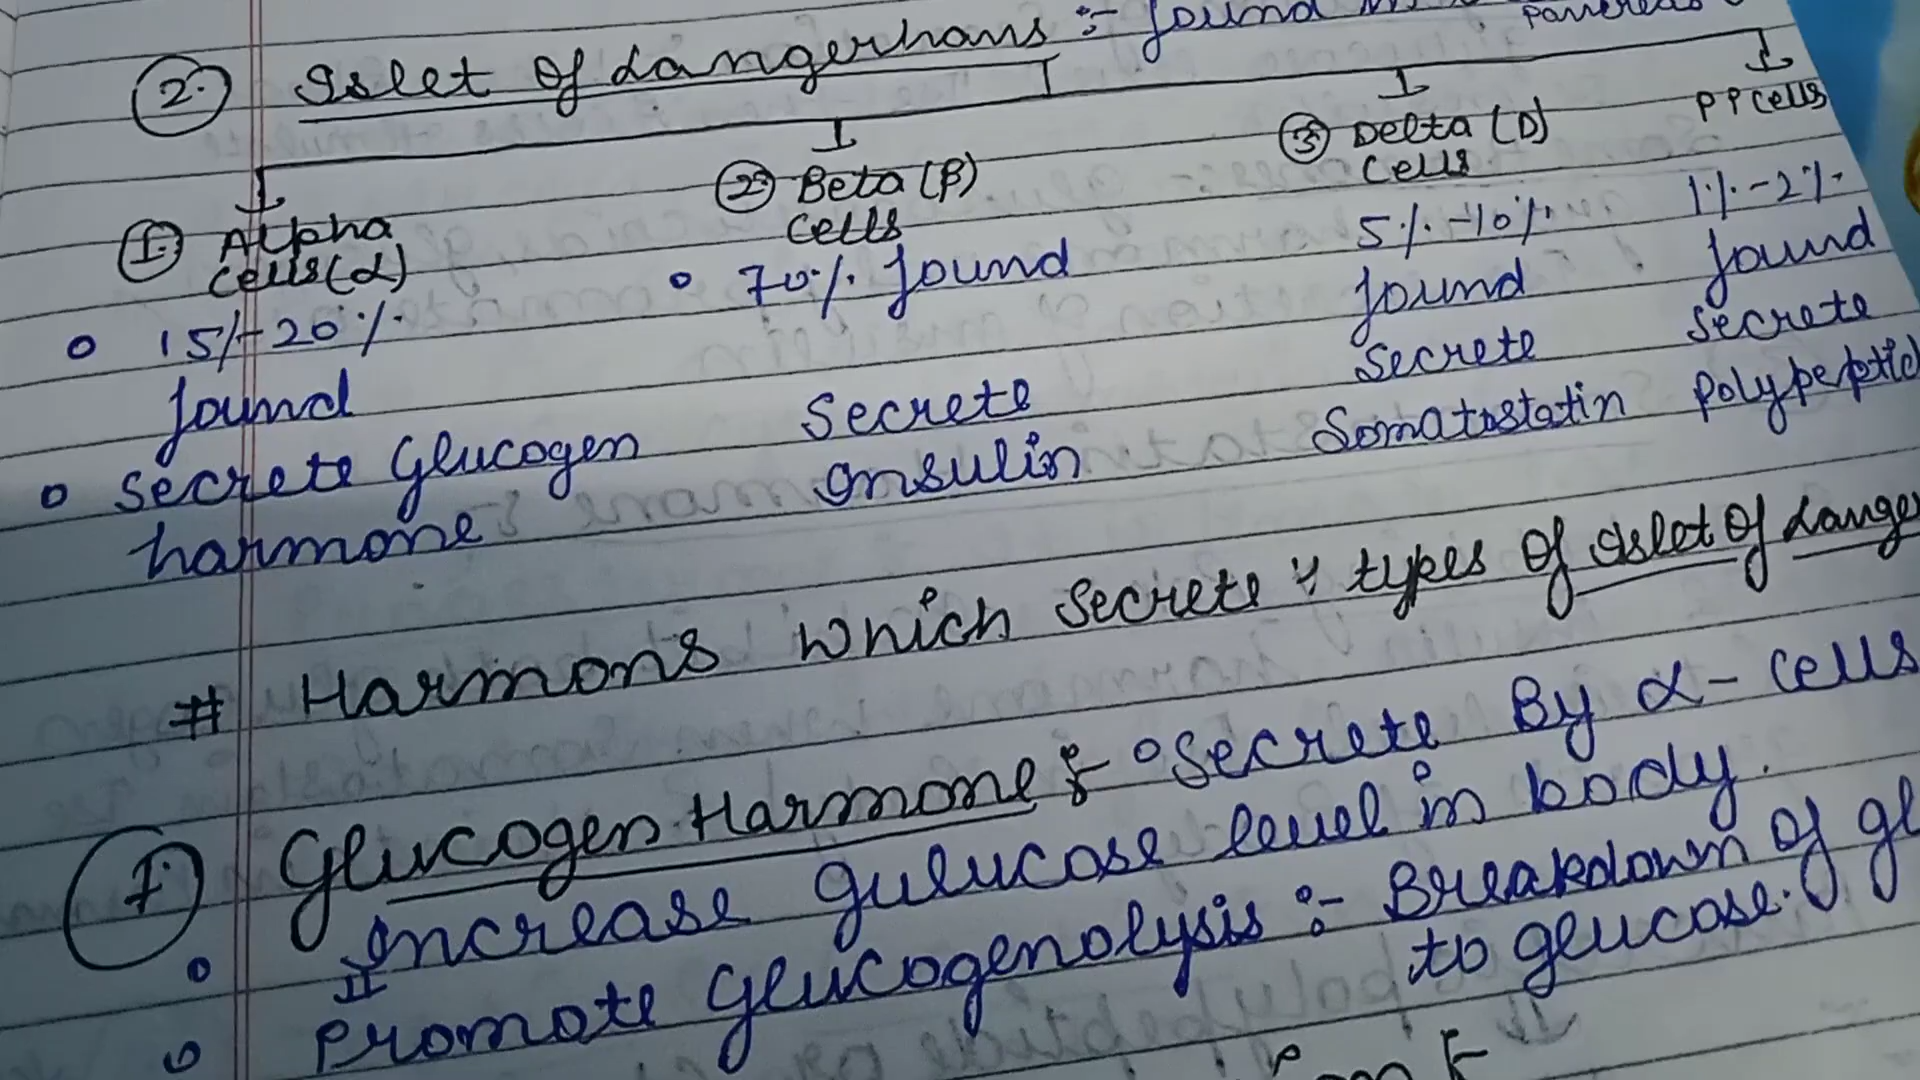 2. Islet of Langerhans :- found in
Pancreas
1. Alpha cells (α)
15%-20% found
secrete Glucogen harmone
2. Beta (β) cells
70% found
secrete Insulin
3. Delta (D) cells
5%-10% found
secrete Somatostatin
PP cells
1%-2% found
secrete Polypeptid
# Harmons which secrete 4 types of Islet of Lange
1. Glucogen Harmone :- secrete By α-cells
Increase gulucose level in body.
Promote Glucogenolysis :- Breakdown of gl
to glucose.